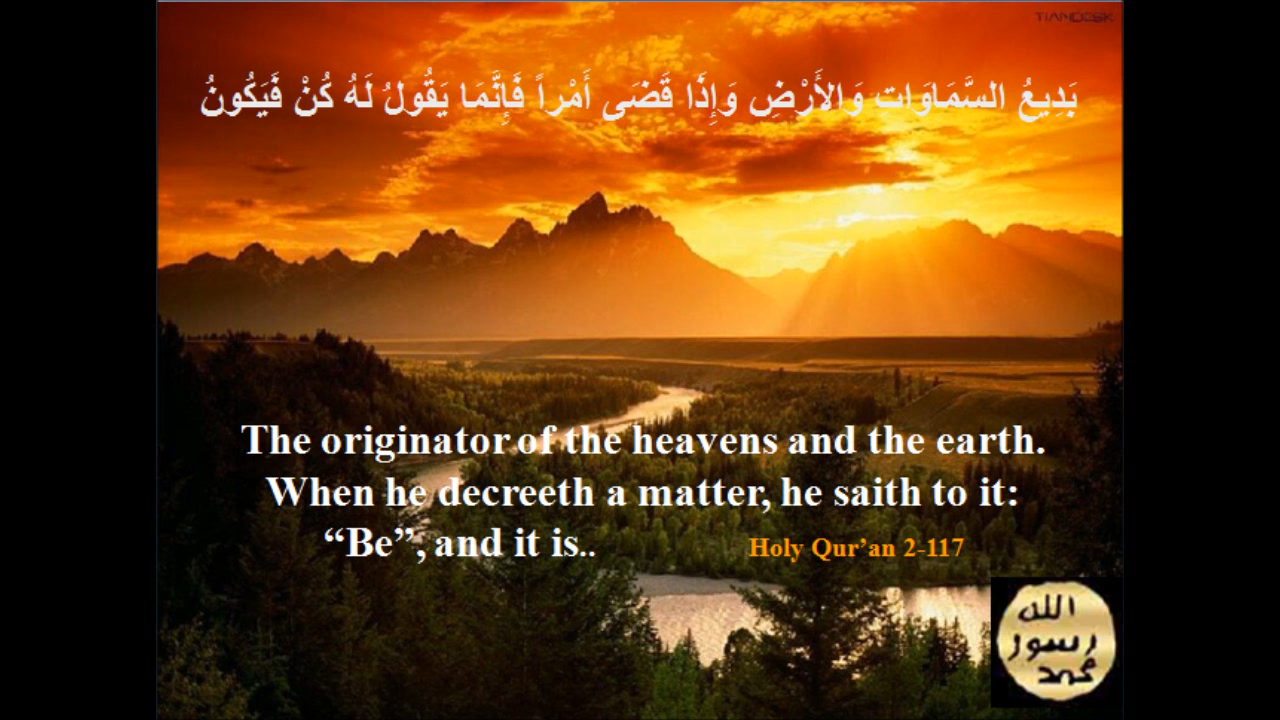 TIANDESK
بَدِيعُ السَّمَاوَاتِ وَالأَرْضِ وَإِذَا قَضَى أَمْراً فَإِنَّمَا يَقُولُ لَهُ كُنْ فَيَكُونُ
The originator of the heavens and the earth.
When he decreeth a matter, he saith to it:
“Be”, and it is..
Holy Qur’an 2-117
الله
رسول
محمد